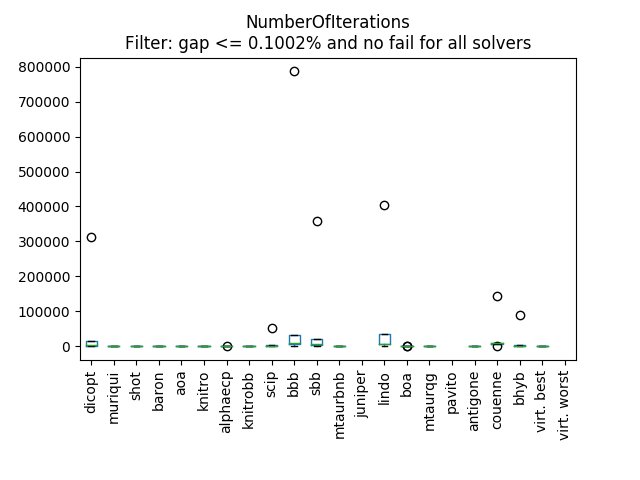 NumberOfIterations
Filter: gap <= 0.1002% and no fail for all solvers
800000
700000
600000
500000
400000
300000
200000
100000
0
dicopt
muriqui
shot
baron
aoa
knitro
alphaecp
knitrobb
scip
bbb
sbb
mtaurbnb
juniper
lindo
boa
mtaurqg
pavito
antigone
couenne
bhyb
virt. best
virt. worst